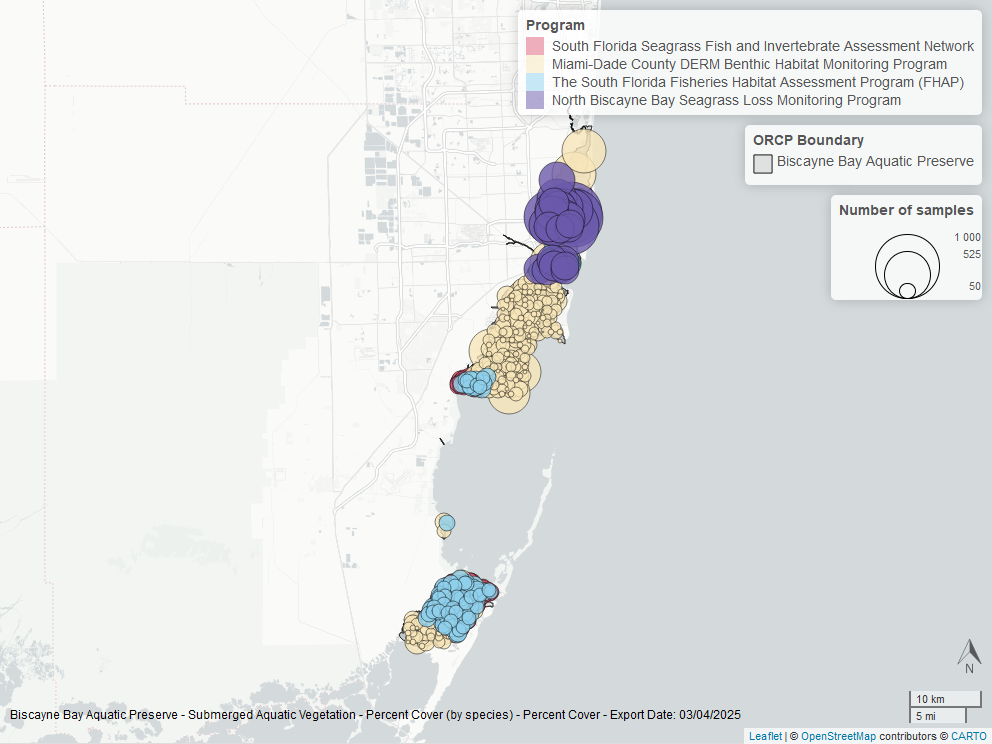 Program
South Florida Seagrass Fish and Invertebrate Assessment Network
Miami-Dade County DERM Benthic Habitat Monitoring Program
The South Florida Fisheries Habitat Assessment Program (FHAP)
North Biscayne Bay Seagrass Loss Monitoring Program
ORCP Boundary
Biscayne Bay Aquatic Preserve
Number of samples
1 000
525
50
N
10 km
5 mi
Biscayne Bay Aquatic Preserve - Submerged Aquatic Vegetation - Percent Cover (by species) - Percent Cover - Export Date: 03/04/2025
Leaflet | © OpenStreetMap contributors © CARTO